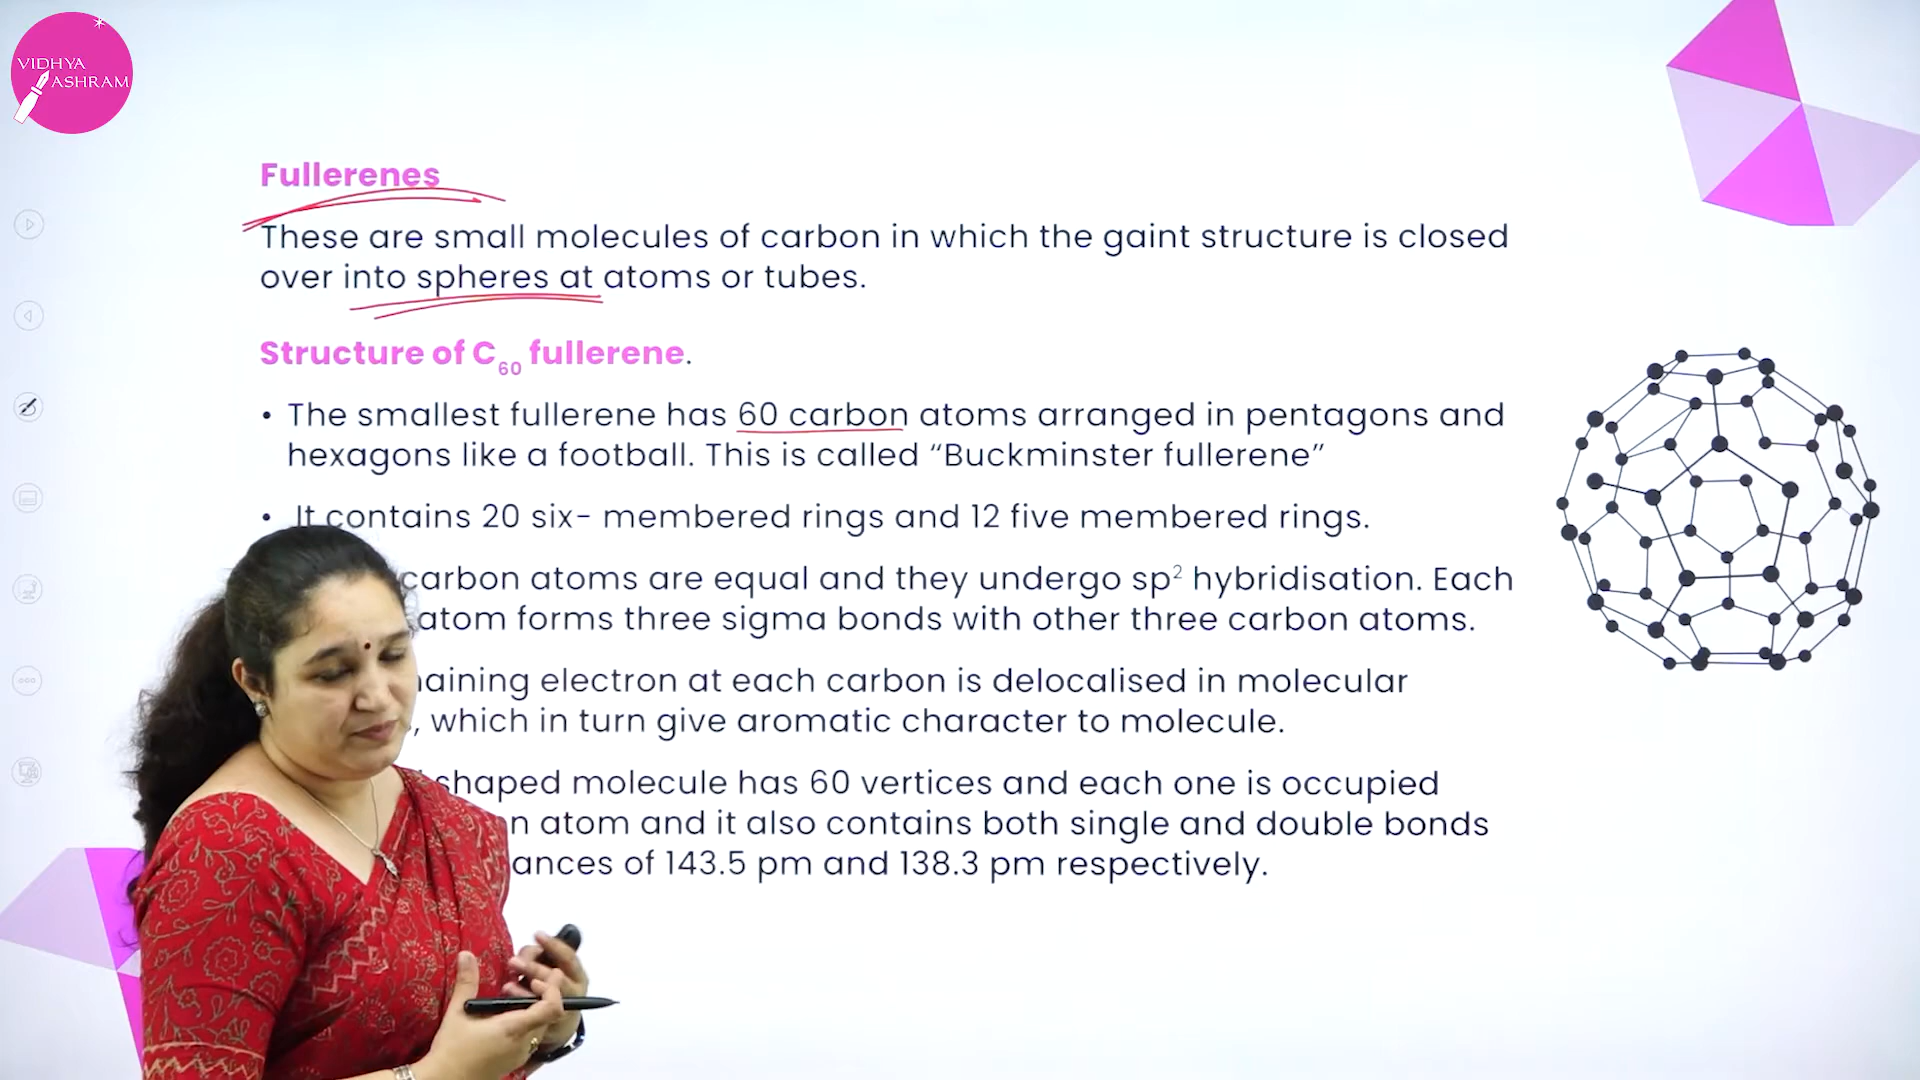 VIDHYA
ASHRAM
Fullerenes
These are small molecules of carbon in which the gaint structure is closed
over into spheres at atoms or tubes.
Structure of C60 fullerene.
• The smallest fullerene has 60 carbon atoms arranged in pentagons and
hexagons like a football. This is called “Buckminster fullerene”
• It contains 20 six- membered rings and 12 five membered rings.
carbon atoms are equal and they undergo sp² hybridisation. Each
atom forms three sigma bonds with other three carbon atoms.
electron at each carbon is delocalised in molecular
which in turn give aromatic character to molecule.
shaped molecule has 60 vertices and each one is occupied
atom and it also contains both single and double bonds
of 143.5 pm and 138.3 pm respectively.